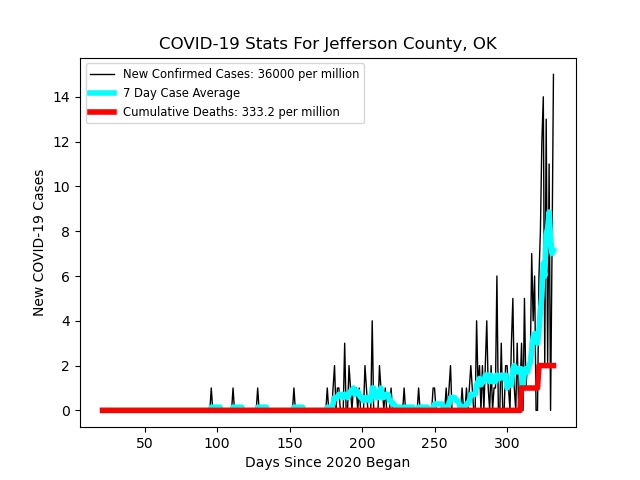 COVID-19 Stats For Jefferson County, OK
New Confirmed Cases: 36000 per million
7 Day Case Average
Cumulative Deaths: 333.2 per million
New COVID-19 Cases
14
12
10
8
6
4
2
0
50 100 150 200 250 300
Days Since 2020 Began